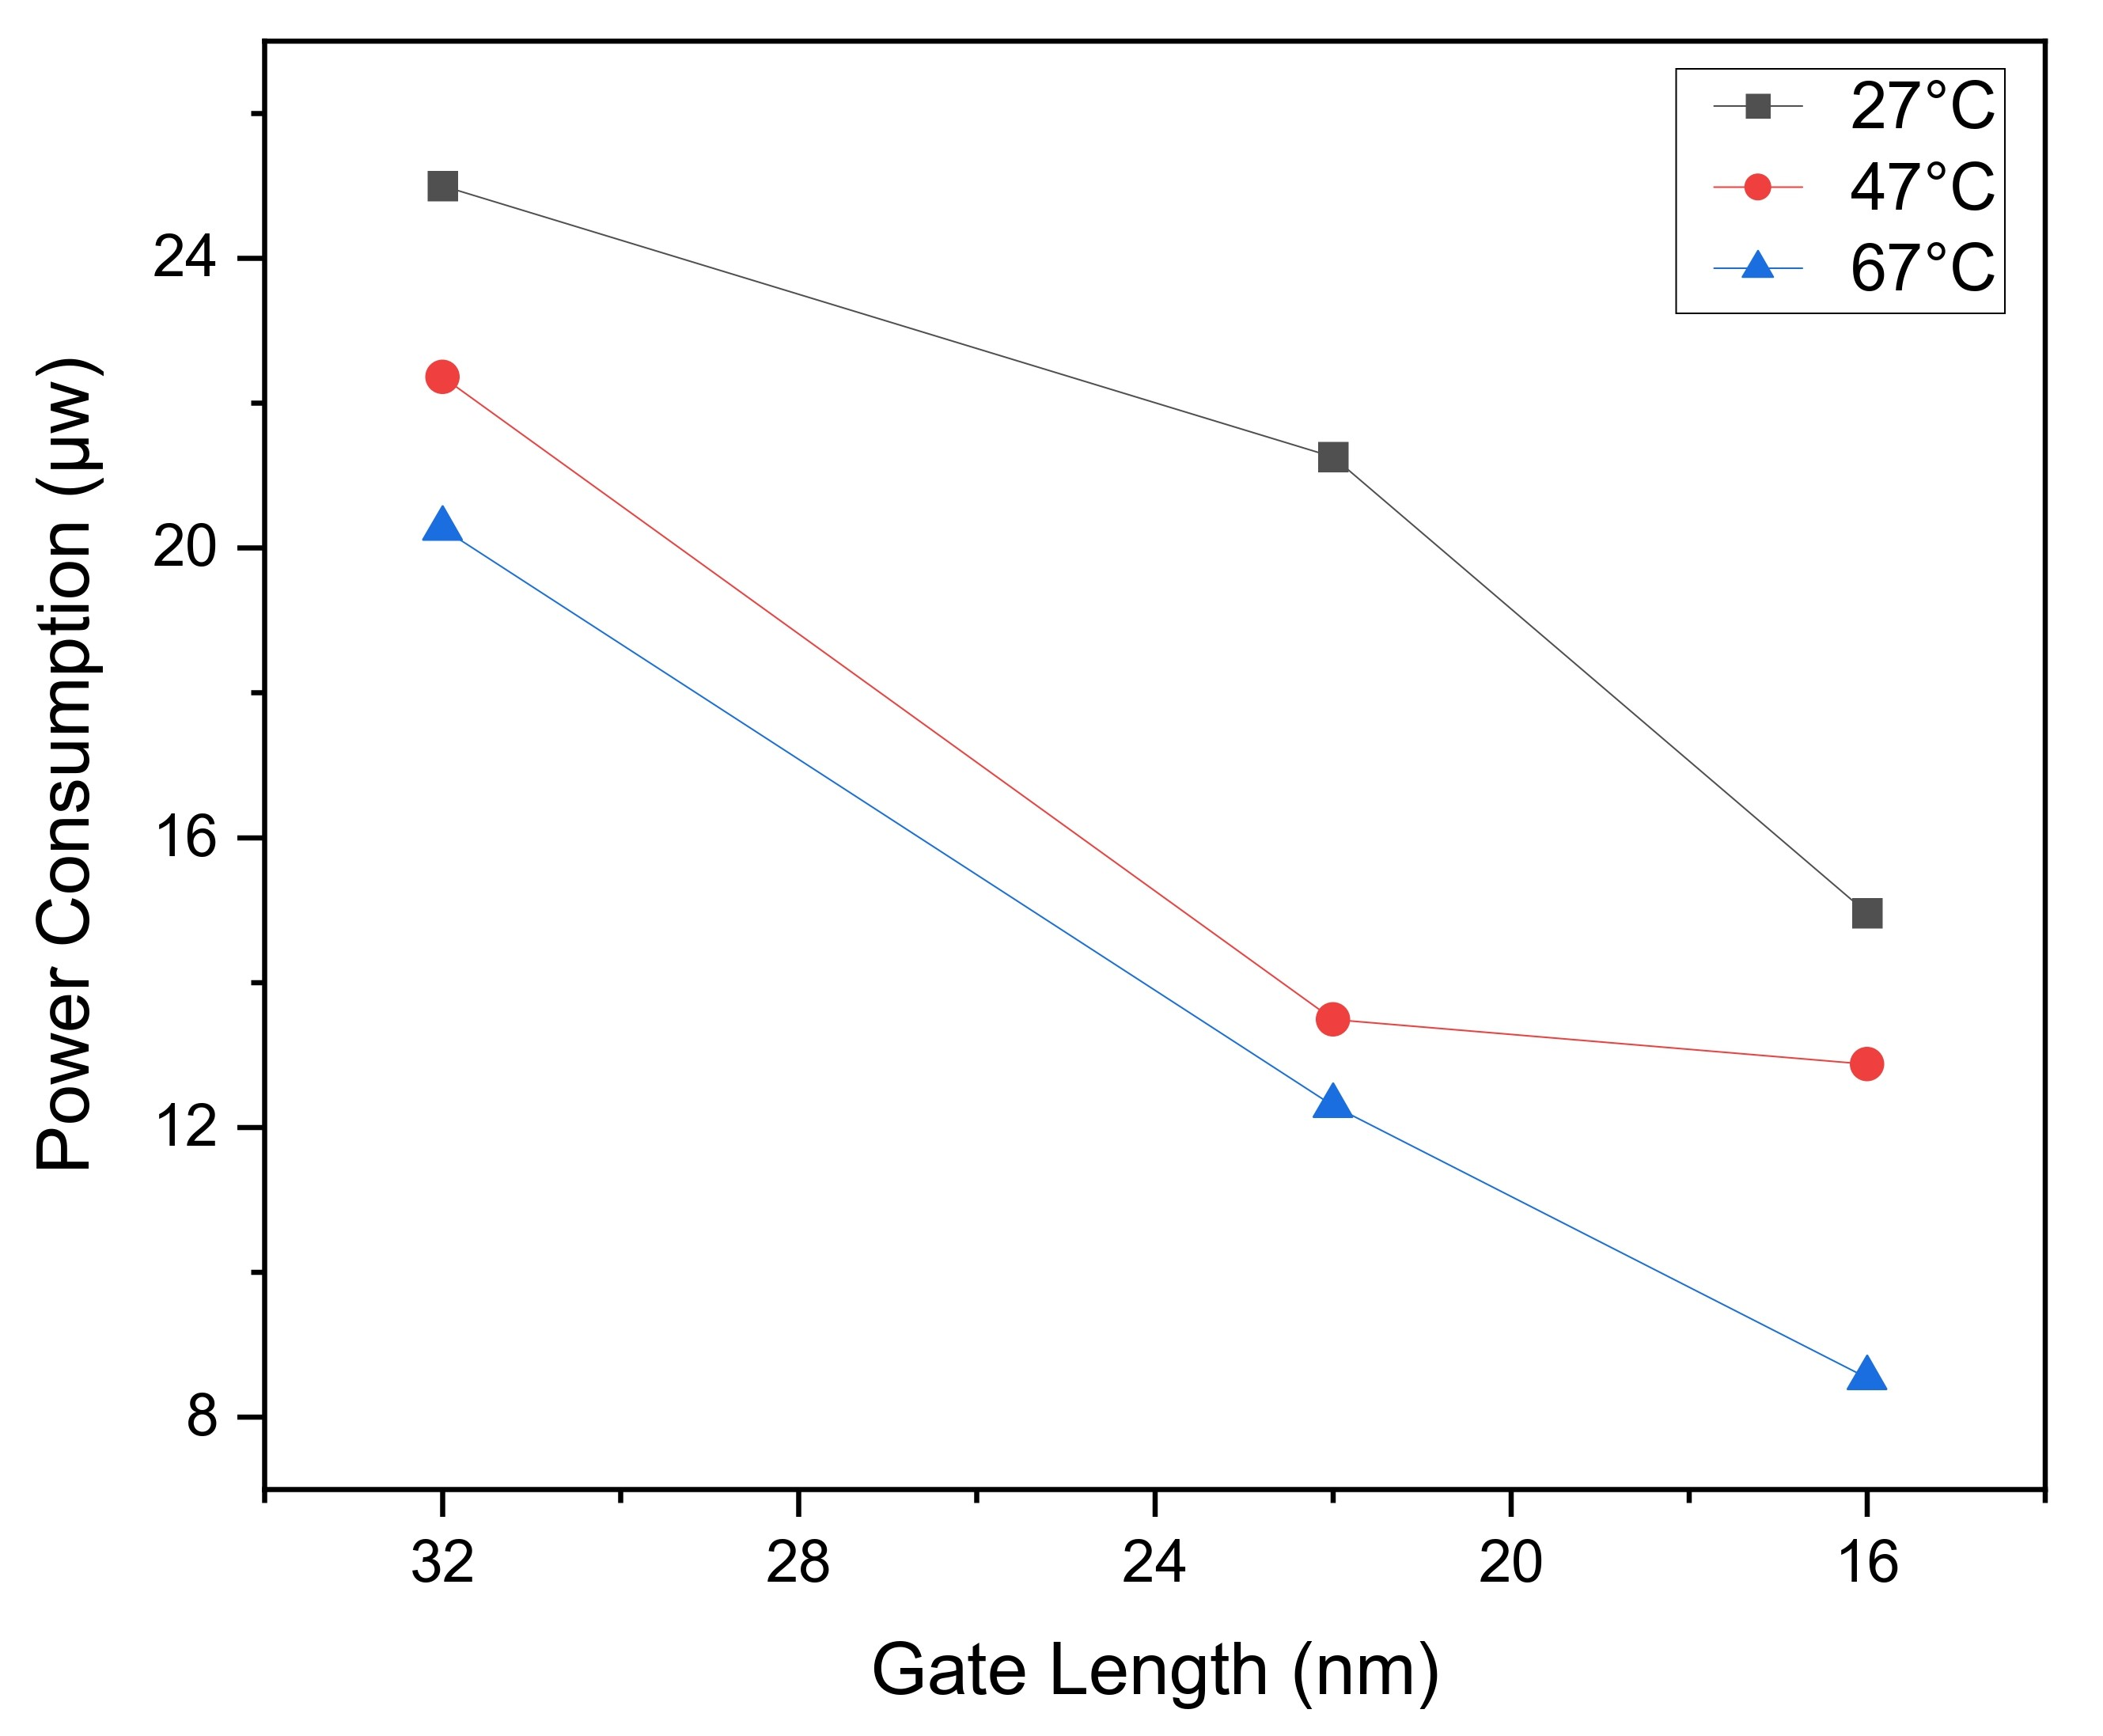 27°C
47°C
67°C
24
20
16
12
8
Power Consumption (μw)
32 28 24 20 16
Gate Length (nm)